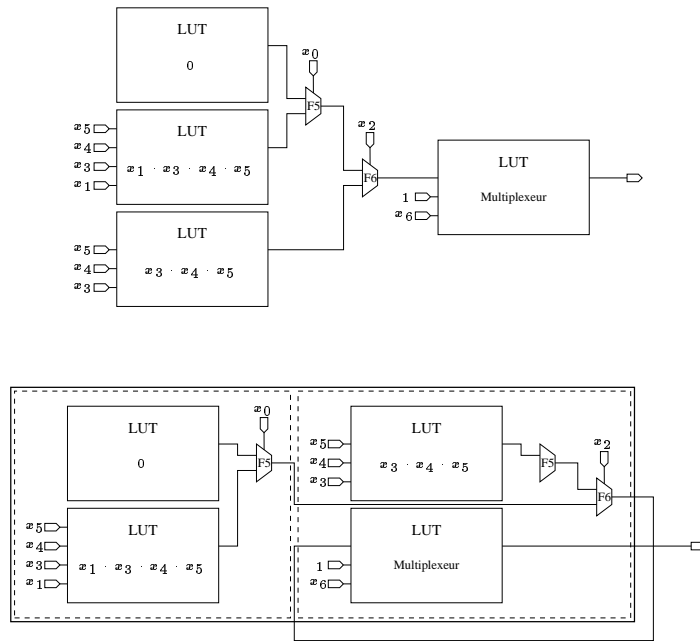 LUT
0
x0
F5
x5
x4
x3
x1
LUT
x1 · x3 · x4 · x5
x2
F6
LUT
Multiplexeur
1
x6
LUT
x5
x4
x3
x3 · x4 · x5
LUT
0
x0
F5
x5
x4
x3
x1
LUT
x1 · x3 · x4 · x5
LUT
x5
x4
x3
x3 · x4 · x5
F5
x2
F6
LUT
Multiplexeur
1
x6